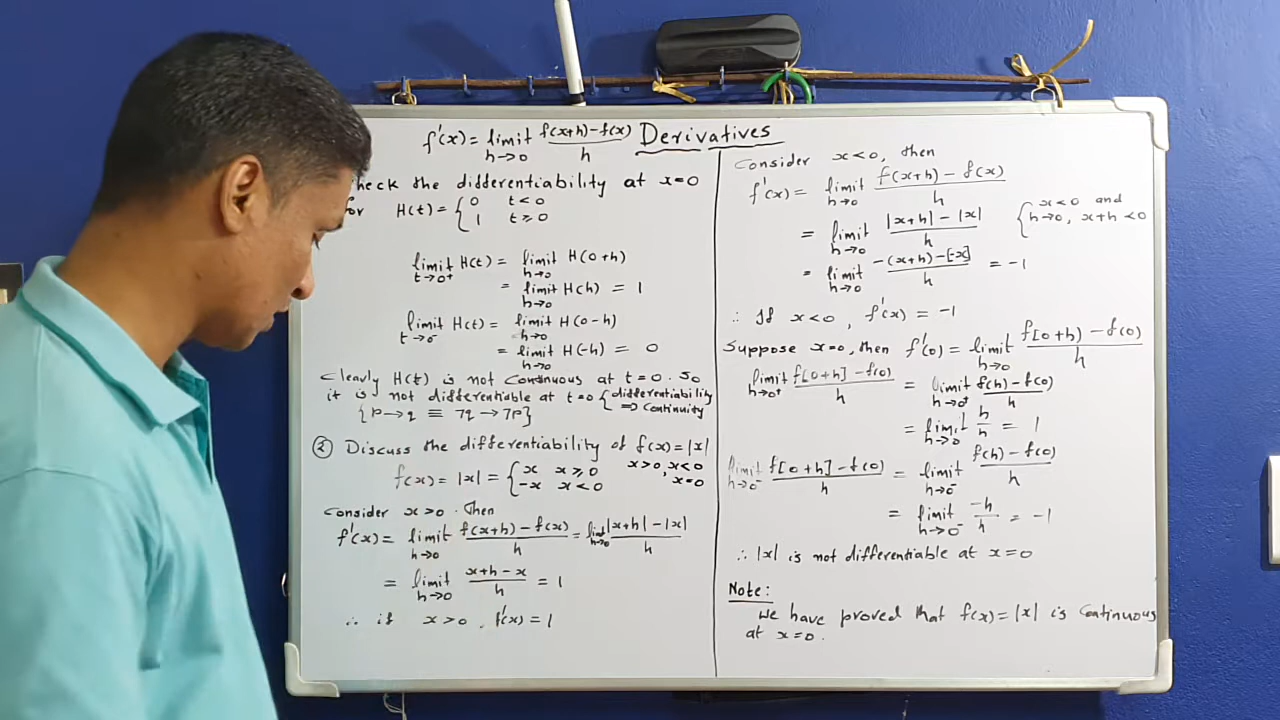 f'(x) = limit h→0 f(x+h)-f(x)/h Derivatives
heck the differentiability at x=0
for H(t) = { 0 t<0
1 t≥0
limit t→0⁺ H(t) = limit h→0 H(0+h)
= limit h→0 H(h) = 1
limit t→0⁻ H(t) = limit h→0 H(0-h)
= limit h→0 H(-h) = 0
Clearly H(t) is not continuous at t=0. So
it is not differentiable at t=0 { differentiability
⇒ continuity
{p→q ≡ ¬q→¬p}
② Discuss the differentiability of f(x)=|x|
f(x) = |x| = { x x≥0 x>0, x<0
-x x<0 x=0
Consider x>0. Then
f'(x) = limit h→0 f(x+h)-f(x)/h = limt h→0 |x+h|-|x|/h
= limit h→0 x+h-x/h = 1
∴ if x>0, f'(x)=1
Consider x<0, then
f'(x) = limit h→0 f(x+h)-f(x)/h
= limit h→0 |x+h|-|x|/h { x<0 and
h→0, x+h<0
= limit h→0 -(x+h)-[-x]/h = -1
∴ If x<0, f'(x) = -1
Suppose x=0, then f'(0) = limit h→0 f[0+h)-f(0)/h
limit h→0⁺ f[0+h]-f(0)/h = limit h→0⁺ f(h)-f(0)/h
= limit h→0 h/h = 1
limit h→0⁻ f[0+h]-f(0)/h = limit h→0⁻ f(h)-f(0)/h
= limit h→0⁻ -h/h = -1
∴ |x| is not differentiable at x=0
Note:
We have proved that f(x)=|x| is continuous
at x=0.